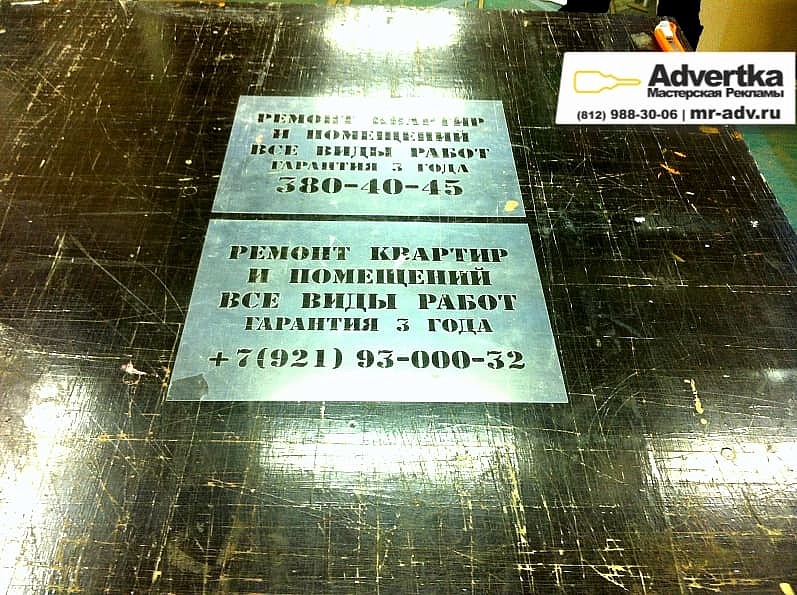 Advertka
Мастерская Рекламы
(812) 988-30-06 | mr-adv.ru
РЕМОНТ КВАРТИР
И ПОМЕЩЕНИЙ
ВСЕ ВИДЫ РАБОТ
ГАРАНТИЯ 3 ГОДА
380-40-45
РЕМОНТ КВАРТИР
И ПОМЕЩЕНИЙ
ВСЕ ВИДЫ РАБОТ
ГАРАНТИЯ 3 ГОДА
+7(921) 93-000-32